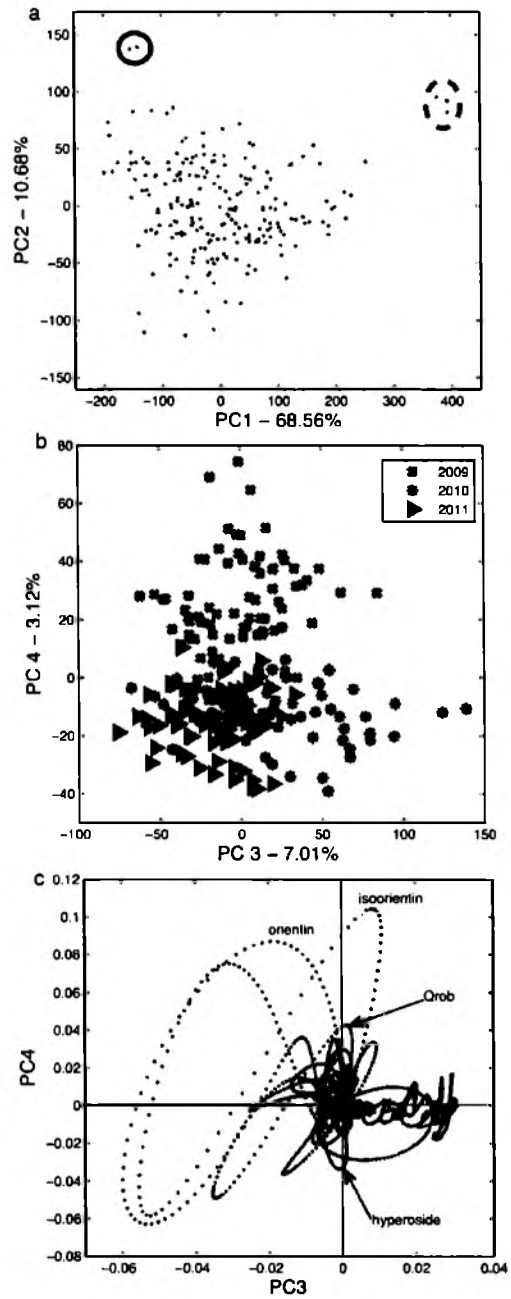 a
150
100
50
0
−50
−100
−150
PC2 − 10.68%
−200 −100 0 100 200 300 400
PC1 − 68.56%
b
80
60
40
20
0
−20
−40
PC 4 − 3.12%
2009
2010
2011
−100 −50 0 50 100 150
PC 3 − 7.01%
c
0.12
0.1
0.08
0.06
0.04
0.02
0
−0.02
−0.04
−0.06
−0.08
PC4
isoorientin
orientin
Qrob
hyperoside
−0.06 −0.04 −0.02 0 0.02 0.04
PC3